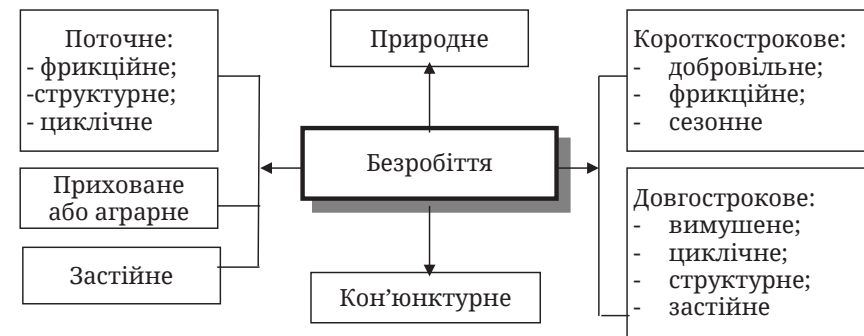 Поточне:
- фрикційне;
-структурне;
- циклічне
Природне
Короткострокове:
- добровільне;
- фрикційне;
- сезонне
Безробіття
Приховане
або аграрне
Застійне
Кон’юнктурне
Довгострокове:
- вимушене;
- циклічне;
- структурне;
- застійне